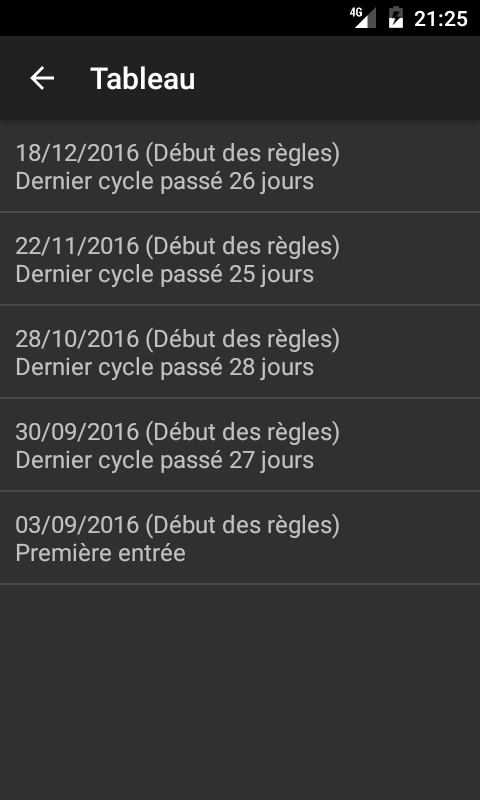 4G 21:25
Tableau
18/12/2016 (Début des règles)
Dernier cycle passé 26 jours
22/11/2016 (Début des règles)
Dernier cycle passé 25 jours
28/10/2016 (Début des règles)
Dernier cycle passé 28 jours
30/09/2016 (Début des règles)
Dernier cycle passé 27 jours
03/09/2016 (Début des règles)
Première entrée